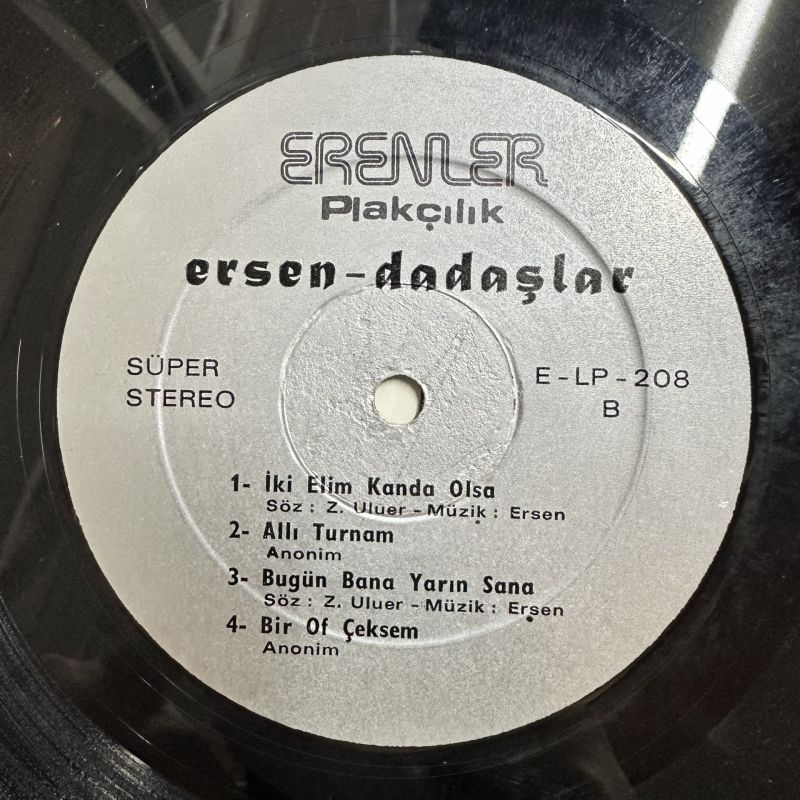 ERENLER
Plakçılık
ersen-dadaşlar
SÜPER
STEREO
E-LP-208
B
1- İki Elim Kanda Olsa
Söz : Z. Uluer - Müzik : Ersen
2- Allı Turnam
Anonim
3- Bugün Bana Yarın Sana
Söz : Z. Uluer - Müzik : Ersen
4- Bir Of Çeksem
Anonim